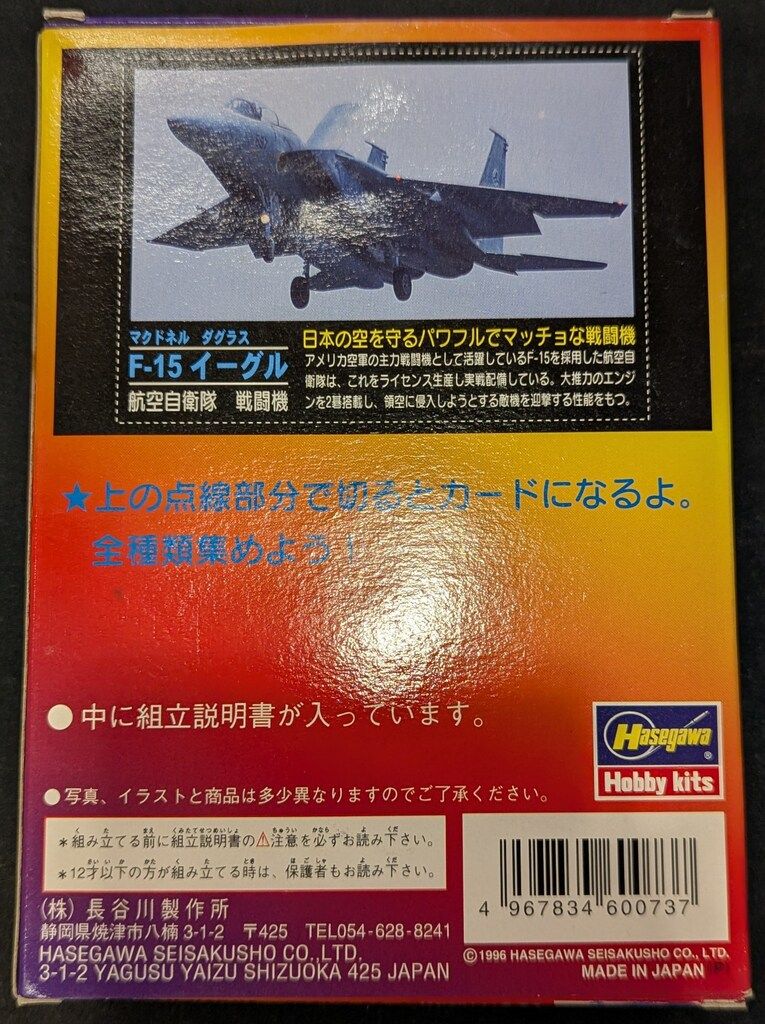 マクドネル ダグラス
F-15 イーグル
航空自衛隊 戦闘機
日本の空を守るパワフルでマッチョな戦闘機
アメリカ空軍の主力戦闘機として活躍しているF-15を採用した航空自
衛隊は、これをライセンス生産し実戦配備している。大推力のエンジ
ンを2基搭載し、領空に侵入しようとする敵機を迎撃する性能をもつ。
★上の点線部分で切るとカードになるよ。
全種類集めよう！
●中に組立説明書が入っています。
Hasegawa®
Hobby kits
●写真、イラストと商品は多少異なりますのでご了承ください。
＊組み立てる前に組立説明書の⚠注意を必ずお読み下さい。
＊12才以下の方が組み立てる時は、保護者もお読み下さい。
(株) 長谷川製作所
静岡県焼津市八楠 3-1-2 〒425 TEL054-628-8241
HASEGAWA SEISAKUSHO CO.,LTD.
3-1-2 YAGUSU YAIZU SHIZUOKA 425 JAPAN
4 967834 600737
©1996 HASEGAWA SEISAKUSHO CO., LTD.
MADE IN JAPAN